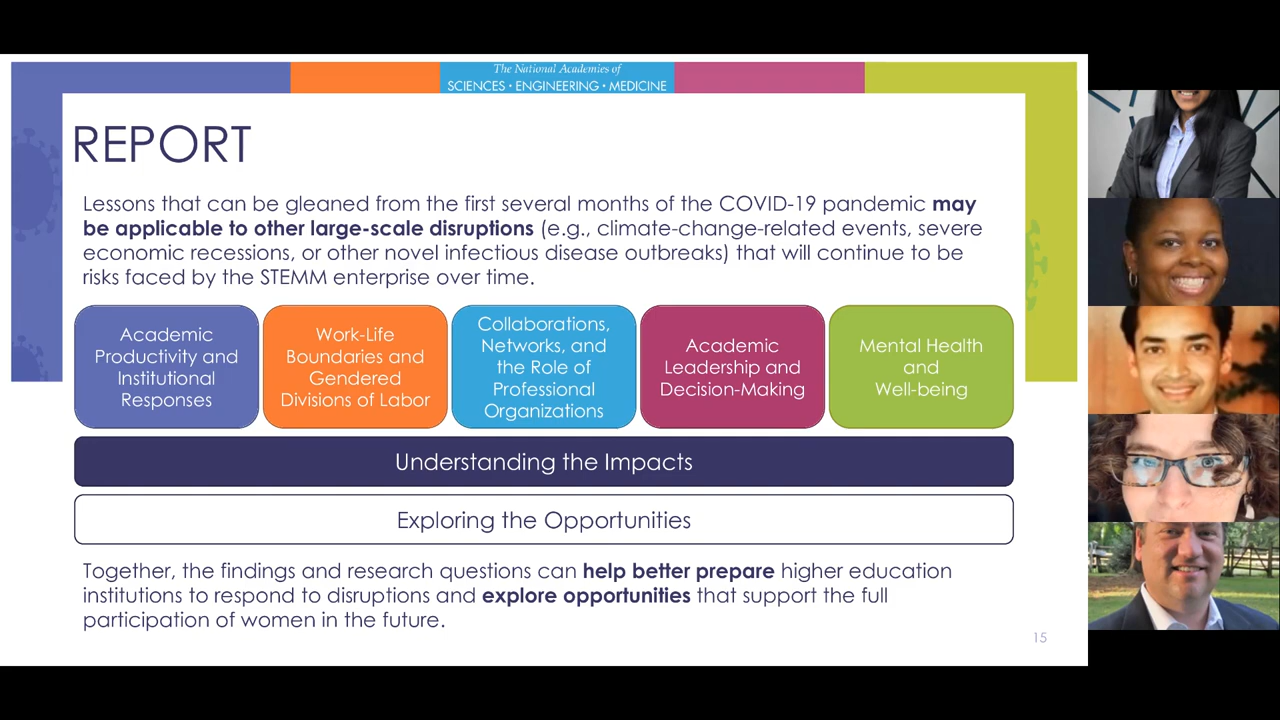 The National Academies of
SCIENCES • ENGINEERING • MEDICINE
REPORT
Lessons that can be gleaned from the first several months of the COVID-19 pandemic may
be applicable to other large-scale disruptions (e.g., climate-change-related events, severe
economic recessions, or other novel infectious disease outbreaks) that will continue to be
risks faced by the STEMM enterprise over time.
Academic
Productivity and
Institutional
Responses
Work-Life
Boundaries and
Gendered
Divisions of Labor
Collaborations,
Networks, and
the Role of
Professional
Organizations
Academic
Leadership and
Decision-Making
Mental Health
and
Well-being
Understanding the Impacts
Exploring the Opportunities
Together, the findings and research questions can help better prepare higher education
institutions to respond to disruptions and explore opportunities that support the full
participation of women in the future.
15